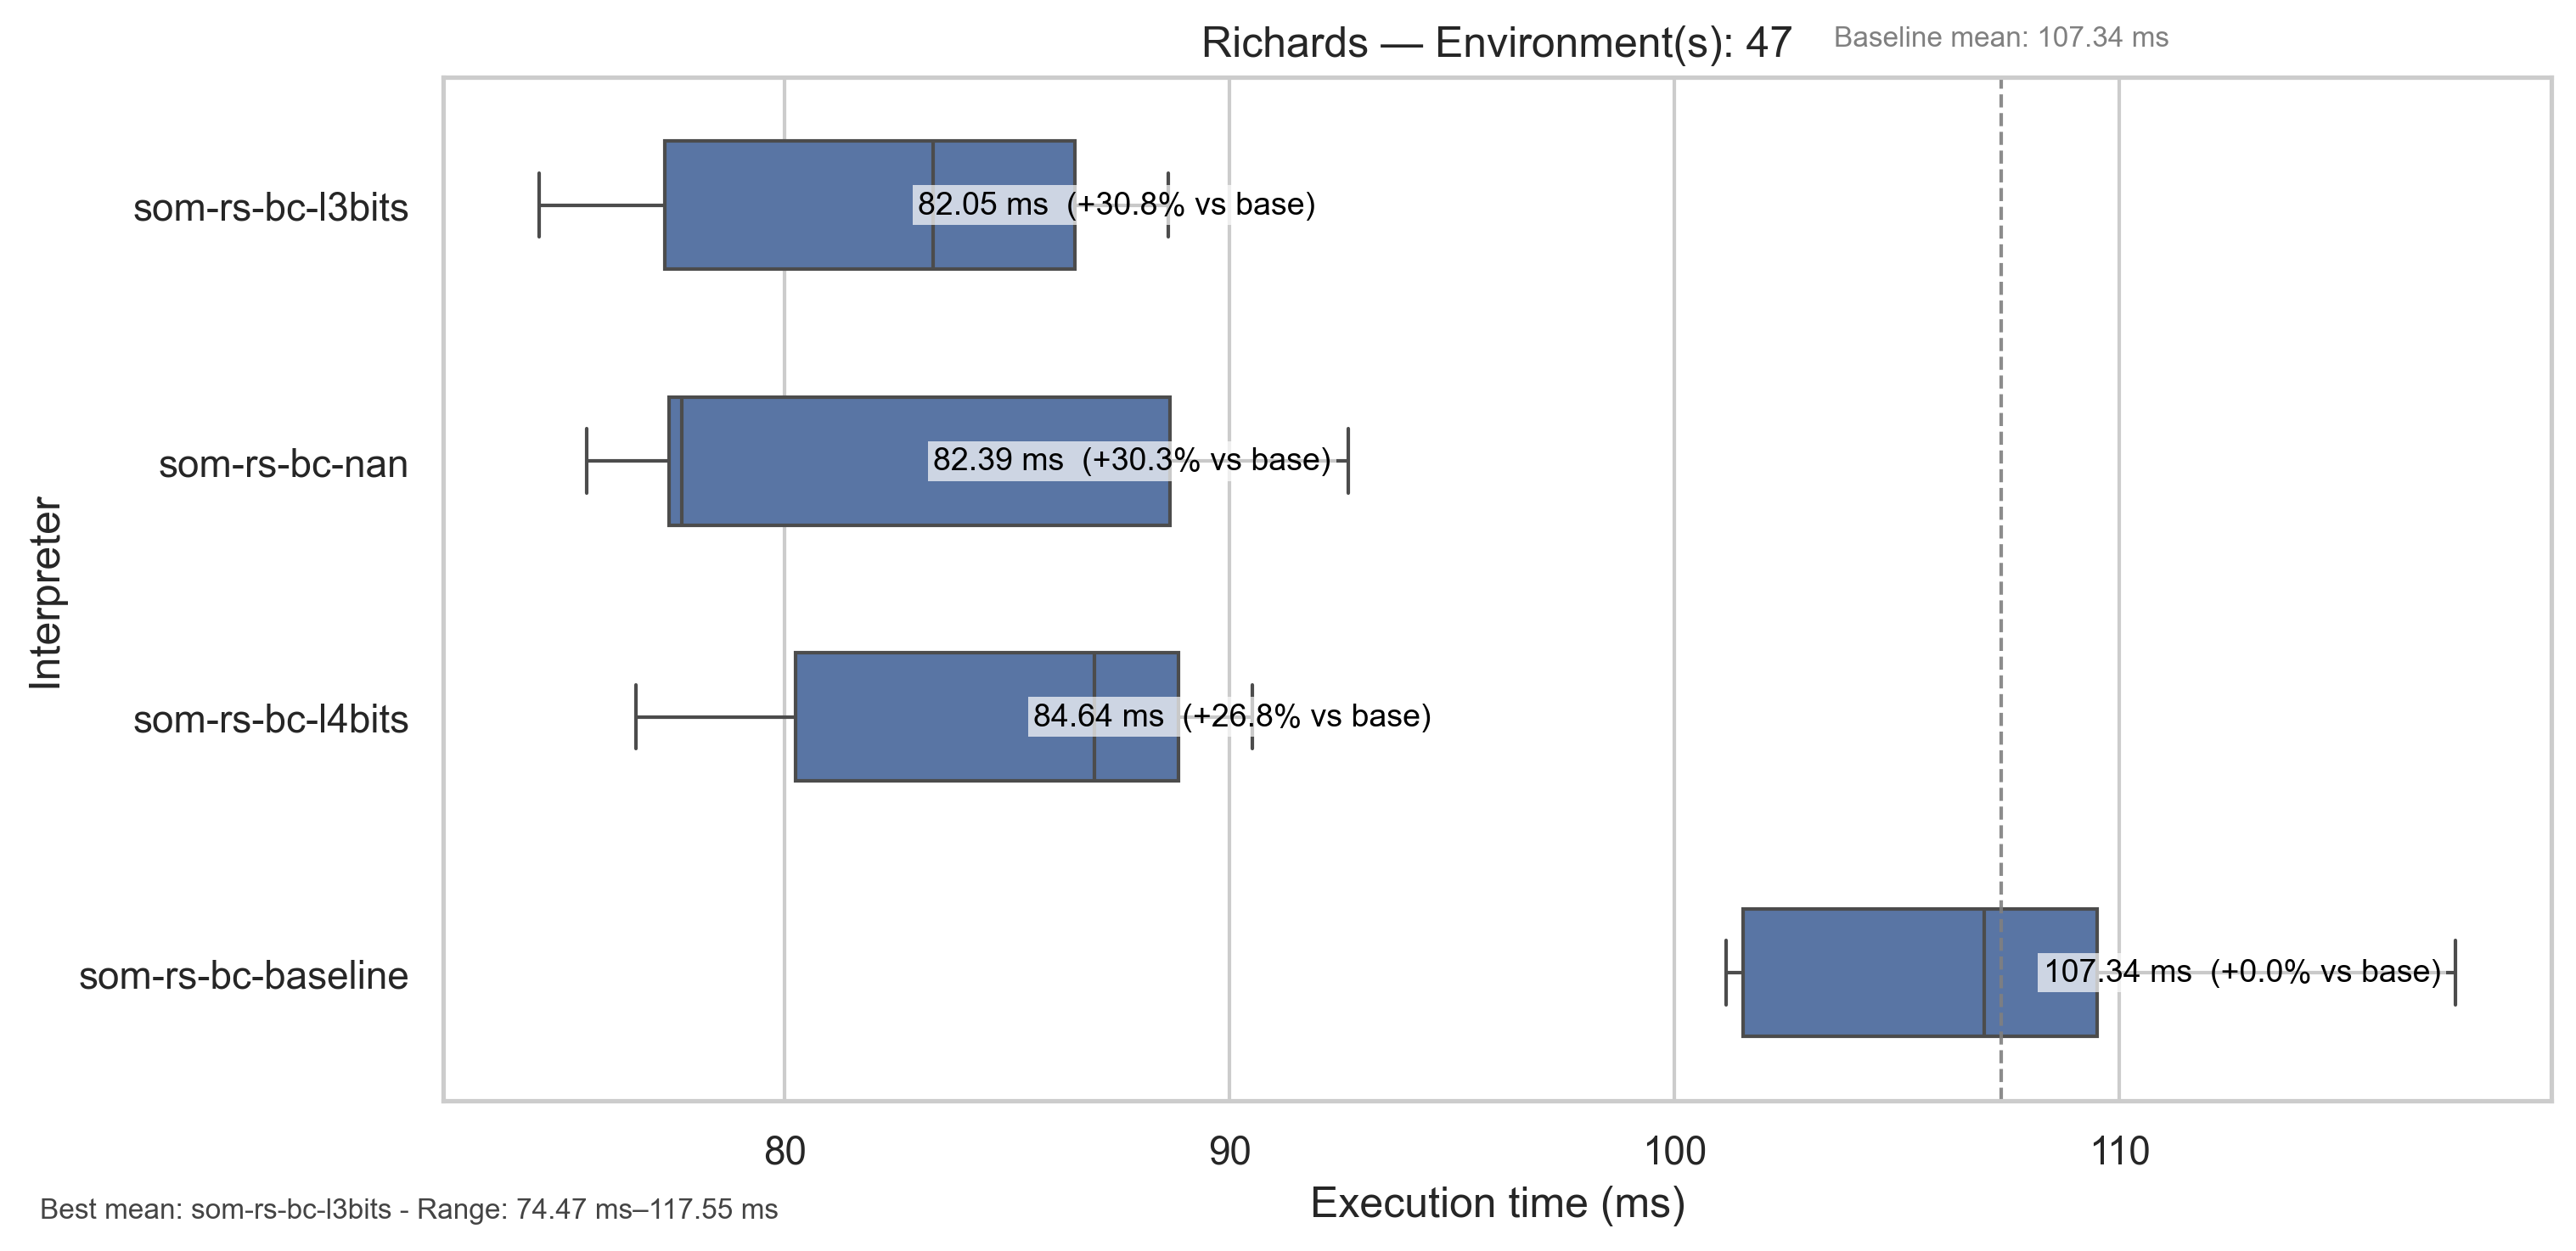 Richards — Environment(s): 47
Baseline mean: 107.34 ms
Interpreter
som-rs-bc-l3bits
82.05 ms (+30.8% vs base)
som-rs-bc-nan
82.39 ms (+30.3% vs base)
som-rs-bc-l4bits
84.64 ms (+26.8% vs base)
som-rs-bc-baseline
107.34 ms (+0.0% vs base)
80 90 100 110
Execution time (ms)
Best mean: som-rs-bc-l3bits - Range: 74.47 ms–117.55 ms